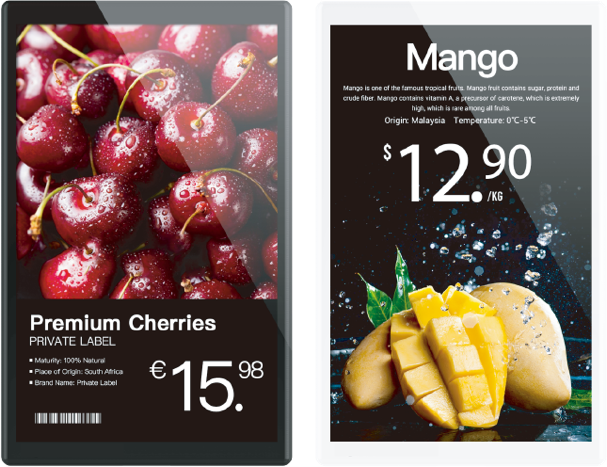 Premium Cherries
PRIVATE LABEL
Maturity: 100% Natural
Place of Origin: South Africa
Brand Name: Private Label
€15.98
Mango
Mango is one of the famous tropical fruits. Mango fruit contains sugar, protein and
crude fiber. Mango contains vitamin A, a precursor of carotene, which is extremely
high, which is rare among all fruits.
Origin: Malaysia Temperature: 0℃-5℃
$12.90
/KG